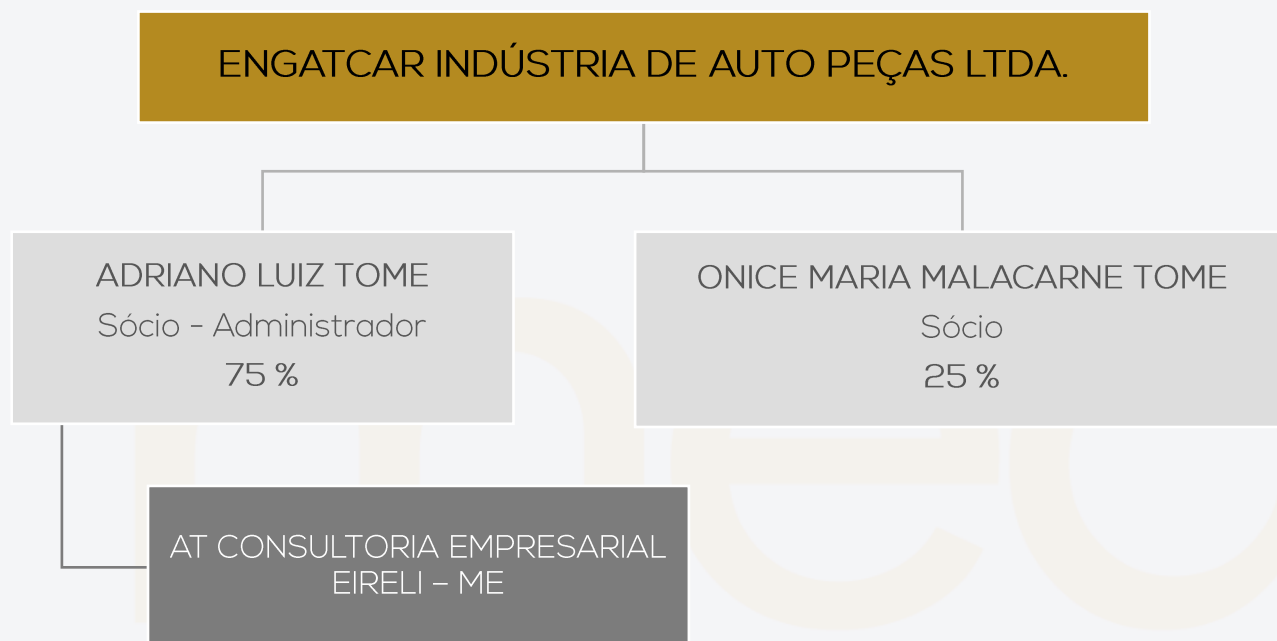 ENGATCAR INDÚSTRIA DE AUTO PEÇAS LTDA.
ADRIANO LUIZ TOME
Sócio - Administrador
75 %
ONICE MARIA MALACARNE TOME
Sócio
25 %
AT CONSULTORIA EMPRESARIAL
EIRELI – ME